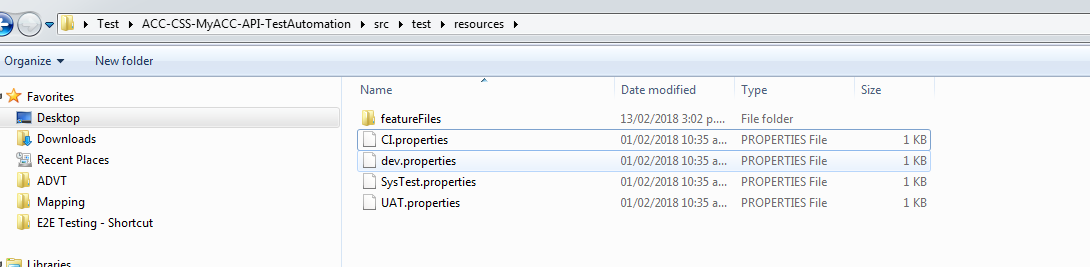 Test ▸ ACC-CSS-MyACC-API-TestAutomation ▸ src ▸ test ▸ resources ▸
Organize ▾ New folder
Favorites
Desktop
Downloads
Recent Places
ADVT
Mapping
E2E Testing - Shortcut
Libraries
Name Date modified Type Size
featureFiles 13/02/2018 3:02 p.... File folder
CI.properties 01/02/2018 10:35 a... PROPERTIES File 1 KB
dev.properties 01/02/2018 10:35 a... PROPERTIES File 1 KB
SysTest.properties 01/02/2018 10:35 a... PROPERTIES File 1 KB
UAT.properties 01/02/2018 10:35 a... PROPERTIES File 1 KB